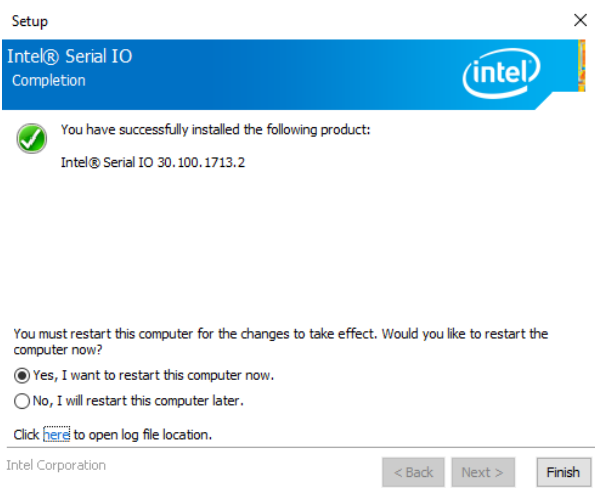 Setup
Intel® Serial IO
Completion
intel
You have successfully installed the following product:
Intel® Serial IO 30.100.1713.2
You must restart this computer for the changes to take effect. Would you like to restart the
computer now?
Yes, I want to restart this computer now.
No, I will restart this computer later.
Click here to open log file location.
Intel Corporation
< Back Next > Finish